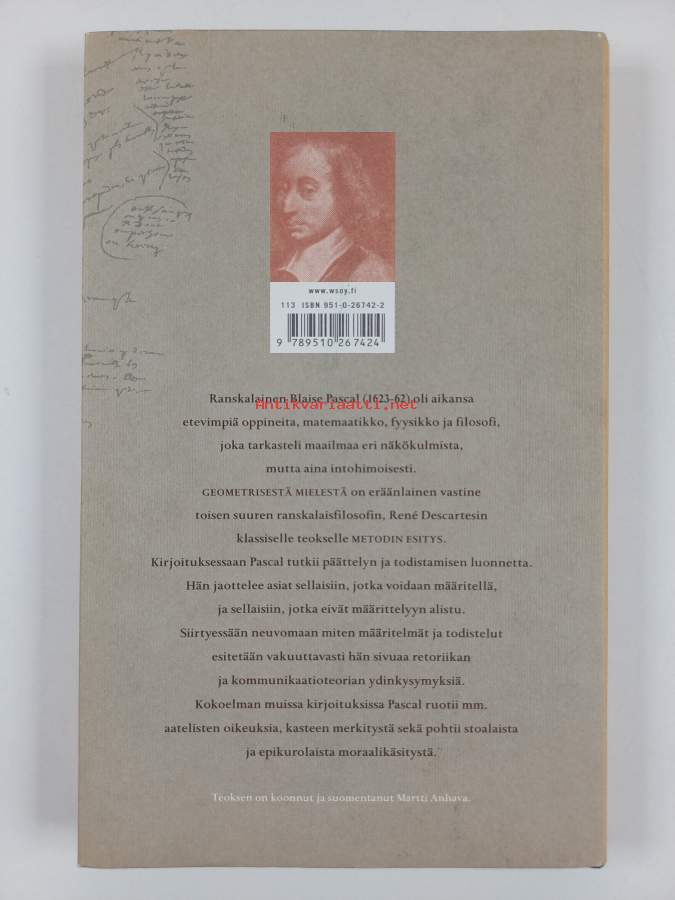 www.wsoy.fi
113 ISBN 951-0-26742-2
9 789510 267424
Ranskalainen Blaise Pascal (1623-62) oli aikansa
Antikvariaatti.net
etevimpiä oppineita, matemaatikko, fyysikko ja filosofi,
joka tarkasteli maailmaa eri näkökulmista,
mutta aina intohimoisesti.
GEOMETRISESTÄ MIELESTÄ on eräänlainen vastine
toisen suuren ranskalaisfilosofin, René Descartesin
klassiselle teokselle METODIN ESITYS.
Kirjoituksessaan Pascal tutkii päättelyn ja todistamisen luonnetta.
Hän jaottelee asiat sellaisiin, jotka voidaan määritellä,
ja sellaisiin, jotka eivät määrittelyyn alistu.
Siirtyessään neuvomaan miten määritelmät ja todistelut
esitetään vakuuttavasti hän sivuaa retoriikan
ja kommunikaatioteorian ydinkysymyksiä.
Kokoelman muissa kirjoituksissa Pascal ruotii mm.
aatelisten oikeuksia, kasteen merkitystä sekä pohtii stoalaista
ja epikurolaista moraalikäsitystä.
Teoksen on koonnut ja suomentanut Martti Anhava.